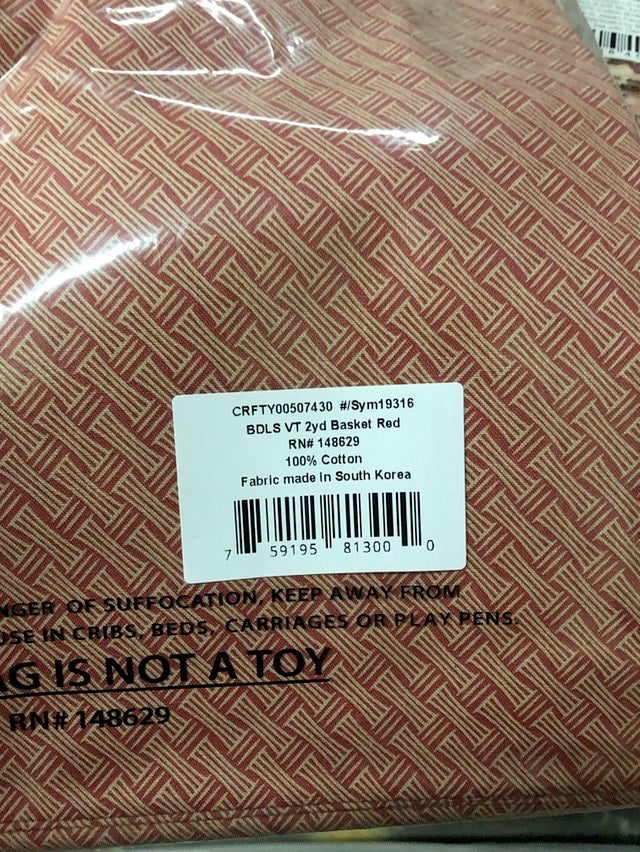 CRFTY00507430 #/Sym19316
BDLS VT 2yd Basket Red
RN# 148629
100% Cotton
Fabric made in South Korea
7 59195 81300 0
OF SUFFOCATION, KEEP AWAY FROM
IN CRIBS, BEDS, CARRIAGES OR PLAY PENS.
IS NOT A TOY
RN# 148629